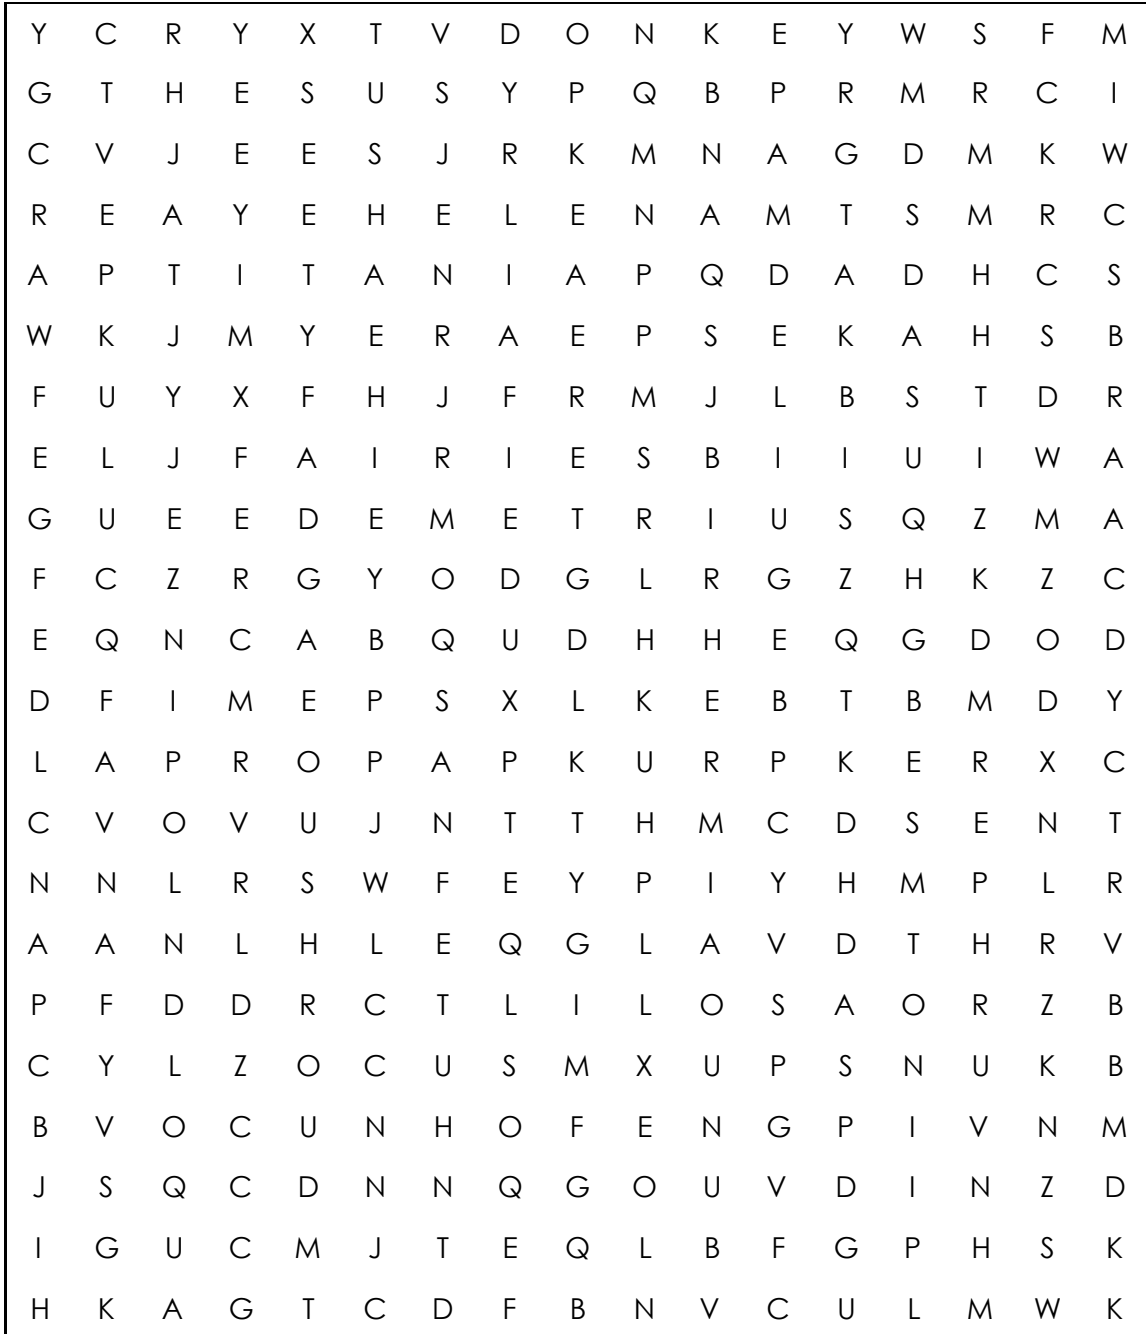 Y C R Y X T V D O N K E Y W S F M
G T H E S U S Y P Q B P R M R C I
C V J E E S J R K M N A G D M K W
R E A Y E H E L E N A M T S M R C
A P T I T A N I A P Q D A D H C S
W K J M Y E R A E P S E K A H S B
F U Y X F H J F R M J L B S T D R
E L J F A I R I E S B I I U I W A
G U E E D E M E T R I U S Q Z M A
F C Z R G Y O D G L R G Z H K Z C
E Q N C A B Q U D H H E Q G D O D
D F I M E P S X L K E B T B M D Y
L A P R O P A P K U R P K E R X C
C V O V U J N T T H M C D S E N T
N N L R S W F E Y P I Y H M P L R
A A N L H L E Q G L A V D T H R V
P F D D R C T L I L O S A O R Z B
C Y L Z O C U S M X U P S N U K B
B V O C U N H O F E N G P I V N M
J S Q C D N N Q G O U V D I N Z D
I G U C M J T E Q L B F G P H S K
H K A G T C D F B N V C U L M W K